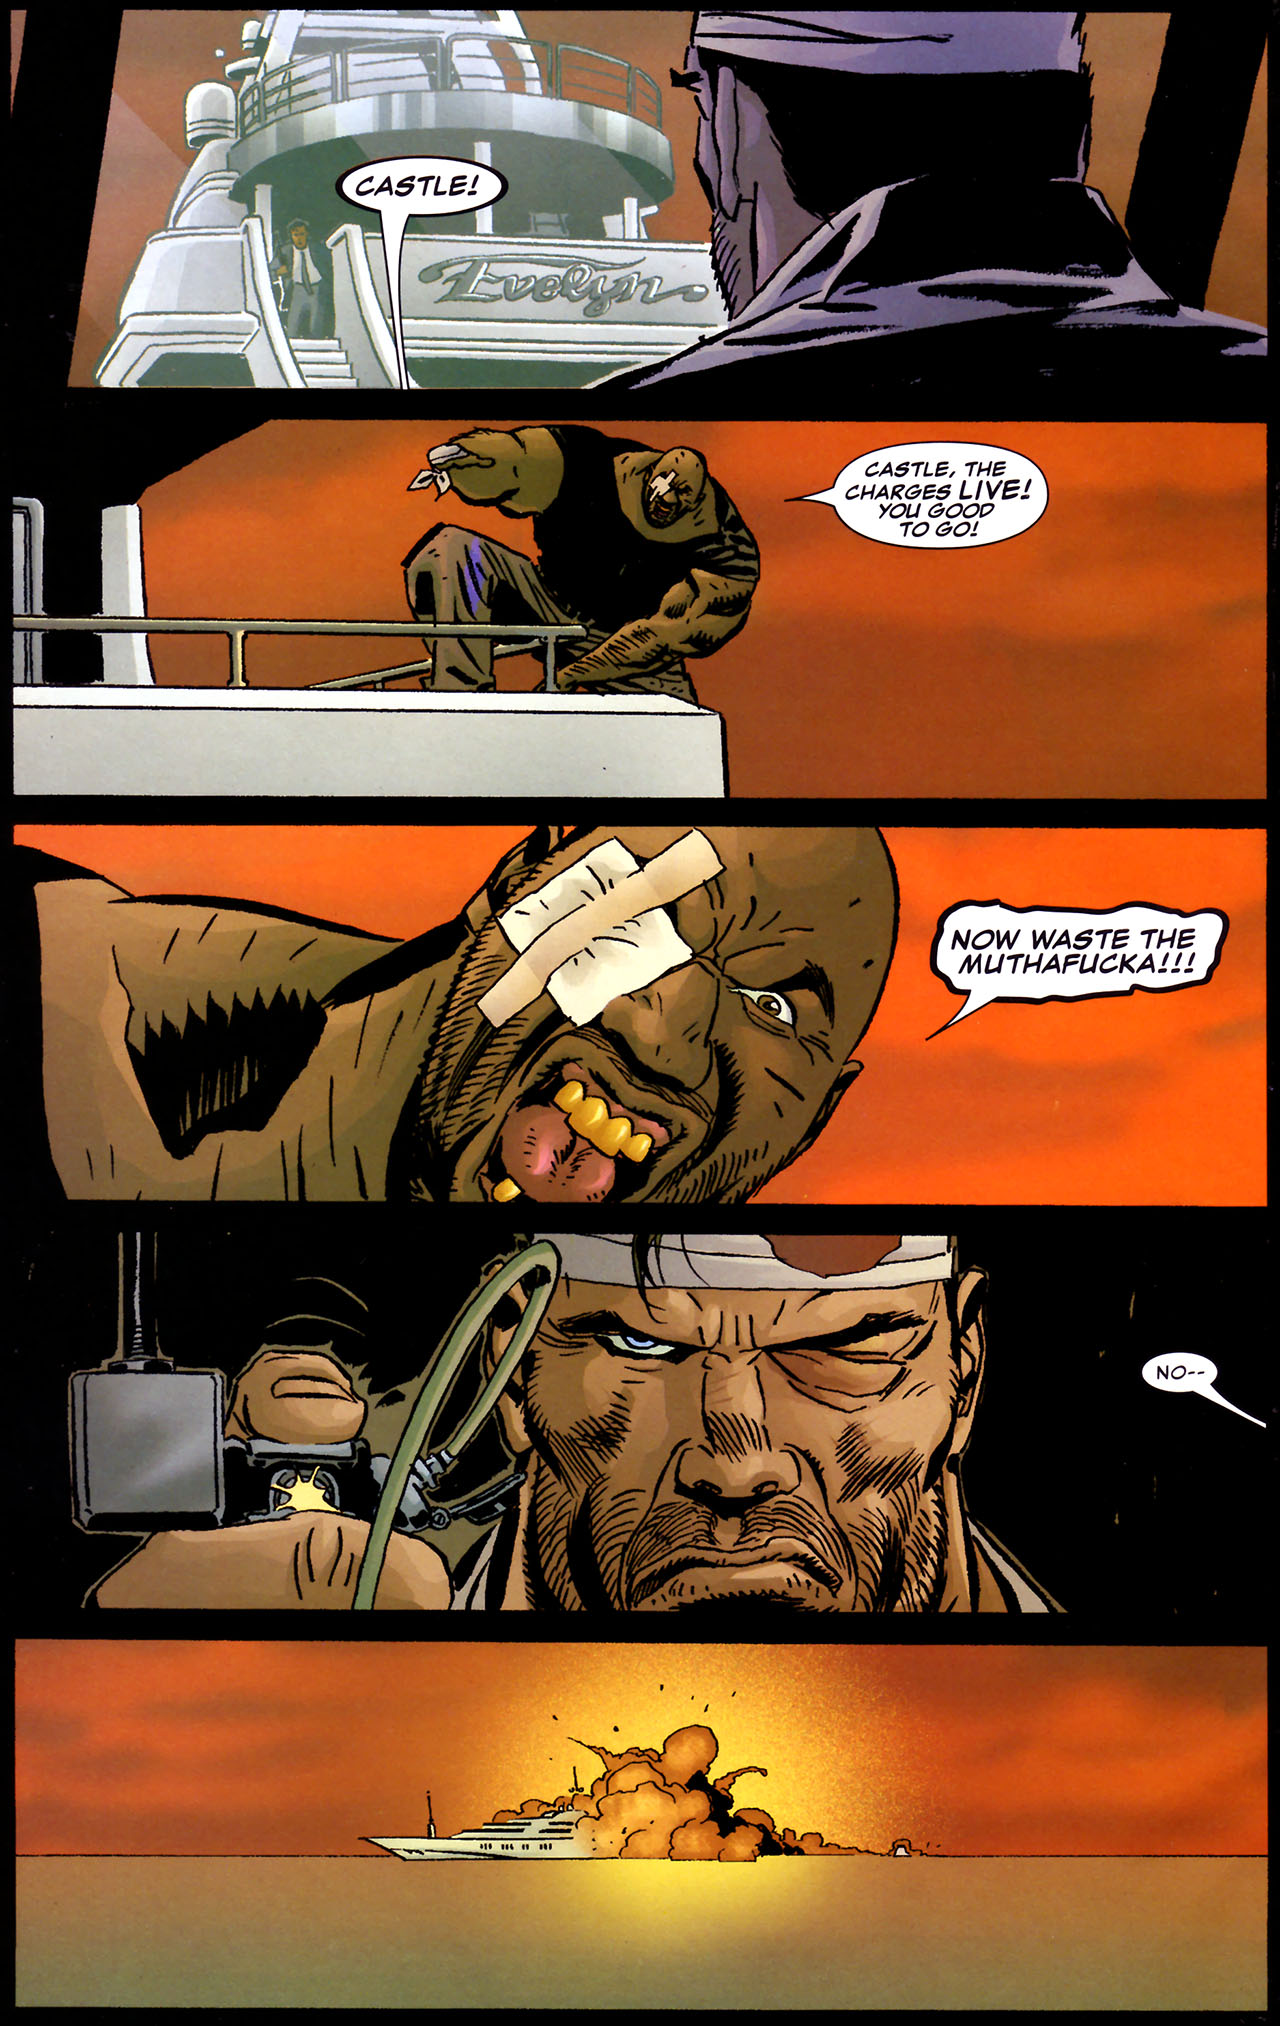 CASTLE!
Evelyn.
CASTLE, THE
CHARGES LIVE!
YOU GOOD
TO GO!
NOW WASTE THE
MUTHAFUCKA!!!
NO--